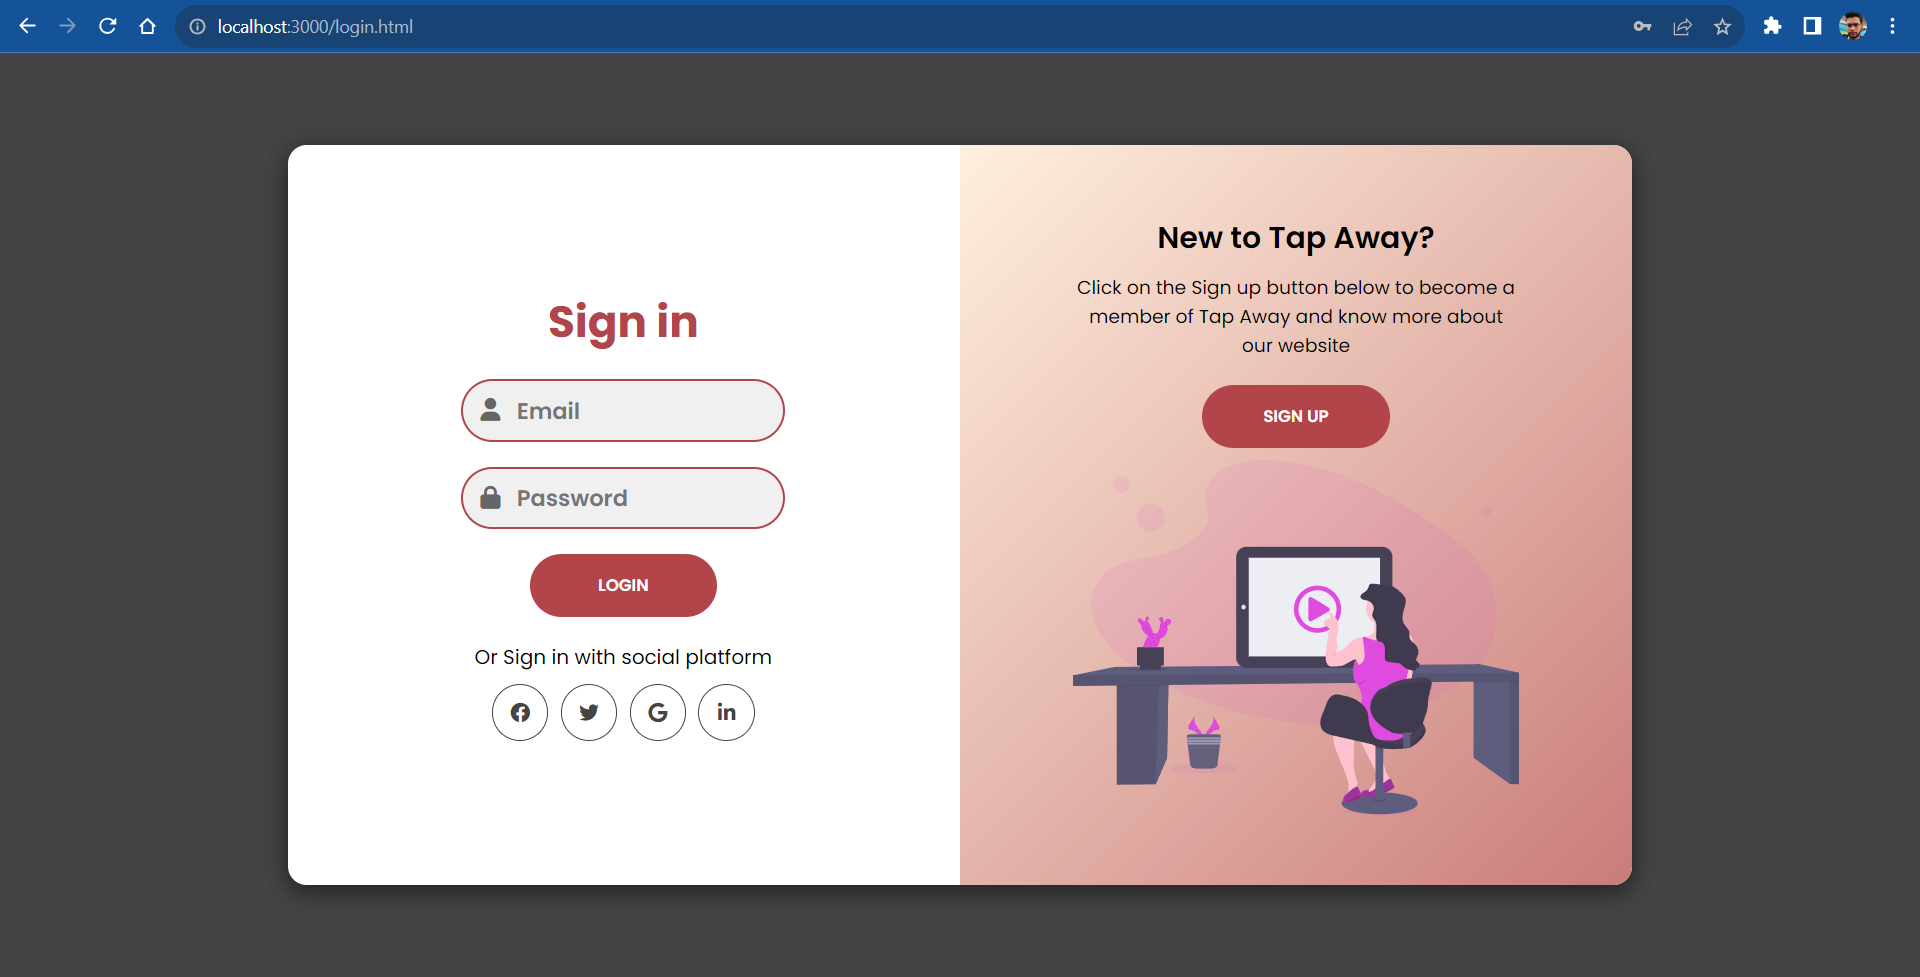 localhost:3000/login.html
Sign in
Email
Password
LOGIN
Or Sign in with social platform
New to Tap Away?
Click on the Sign up button below to become a
member of Tap Away and know more about
our website
SIGN UP